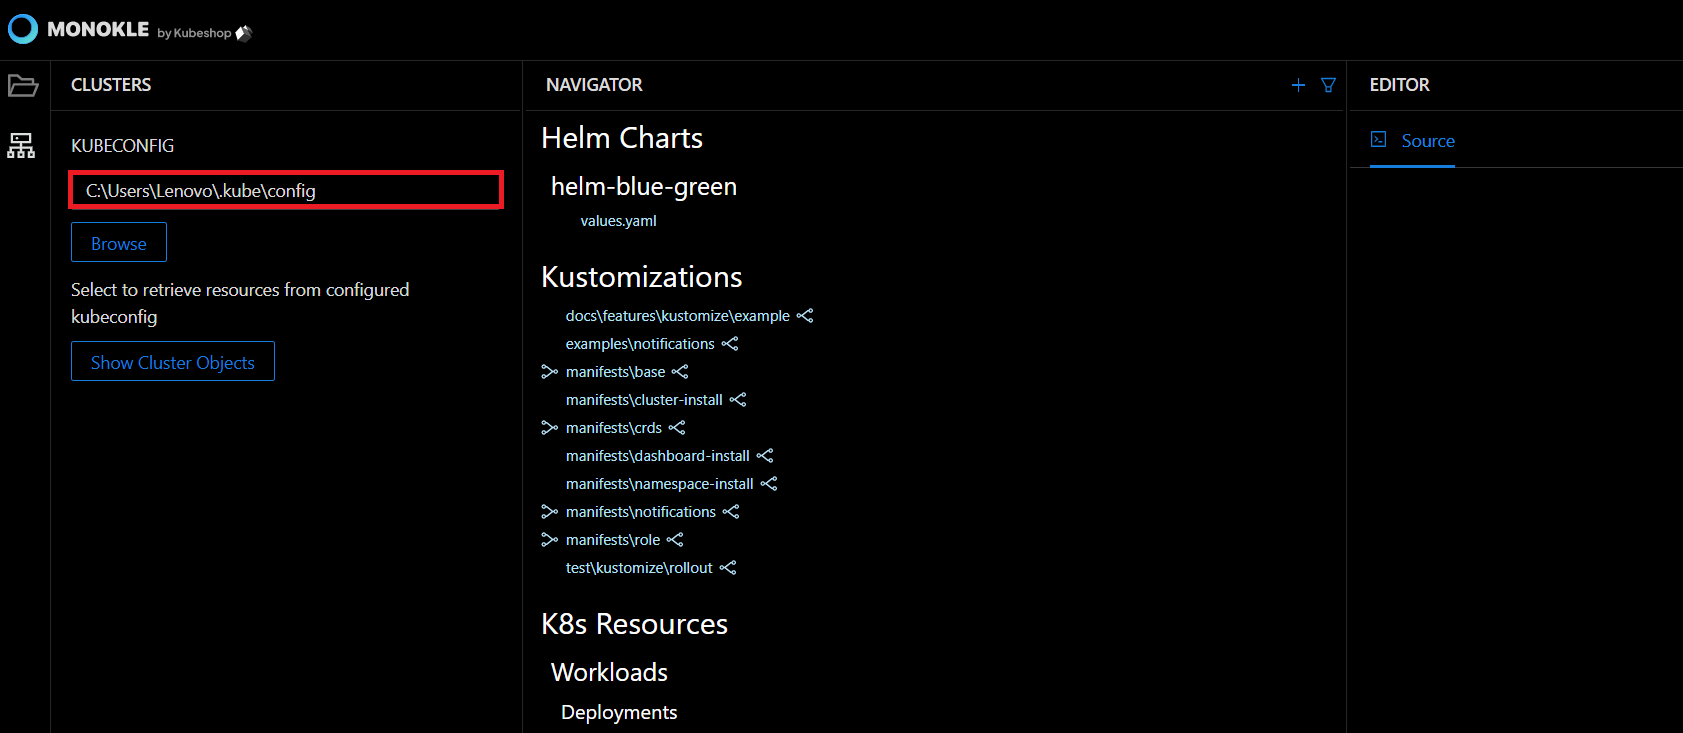 MONOKLE by Kubeshop
CLUSTERS
KUBECONFIG
C:\Users\Lenovo\.kube\config
Browse
Select to retrieve resources from configured
kubeconfig
Show Cluster Objects
NAVIGATOR
Helm Charts
helm-blue-green
values.yaml
Kustomizations
docs\features\kustomize\example
examples\notifications
manifests\base
manifests\cluster-install
manifests\crds
manifests\dashboard-install
manifests\namespace-install
manifests\notifications
manifests\role
test\kustomize\rollout
K8s Resources
Workloads
Deployments
EDITOR
Source